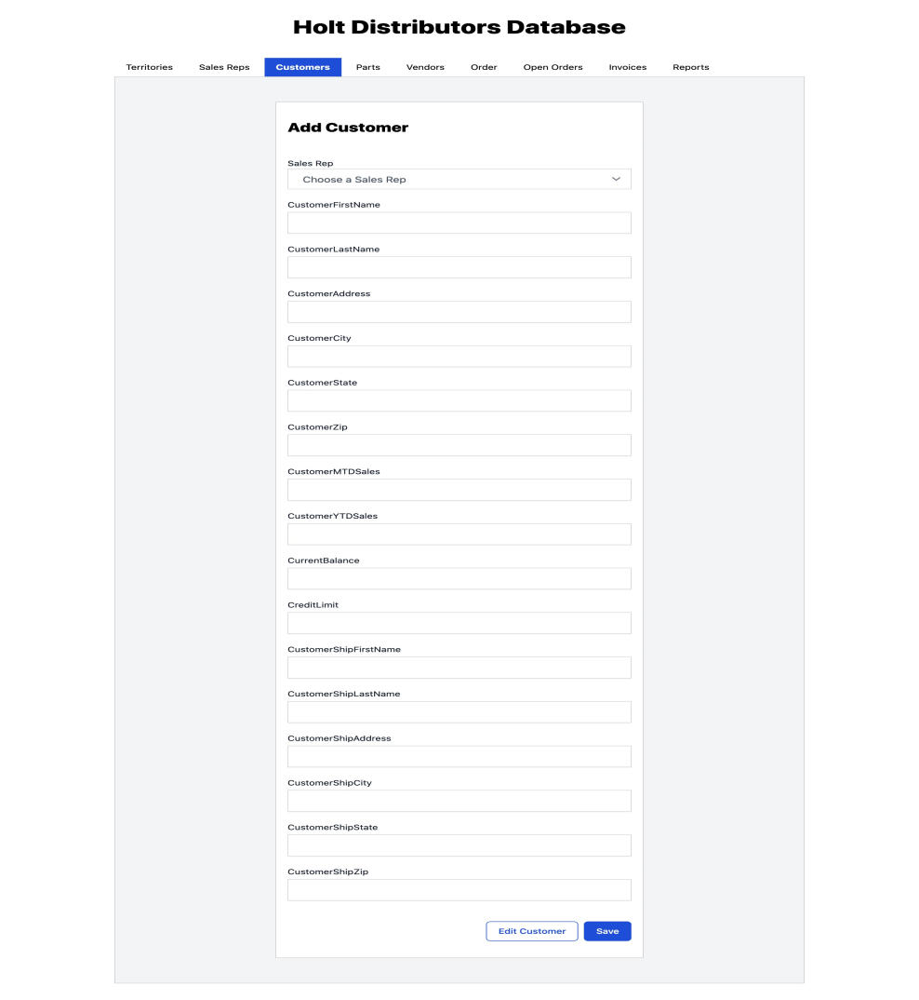 Holt Distributors Database
Territories Sales Reps Customers Parts Vendors Order Open Orders Invoices Reports
Add Customer
Sales Rep
Choose a Sales Rep
CustomerFirstName
CustomerLastName
CustomerAddress
CustomerCity
CustomerState
CustomerZip
CustomerMTDSales
CustomerYTDSales
CurrentBalance
CreditLimit
CustomerShipFirstName
CustomerShipLastName
CustomerShipAddress
CustomerShipCity
CustomerShipState
CustomerShipZip
Edit Customer Save